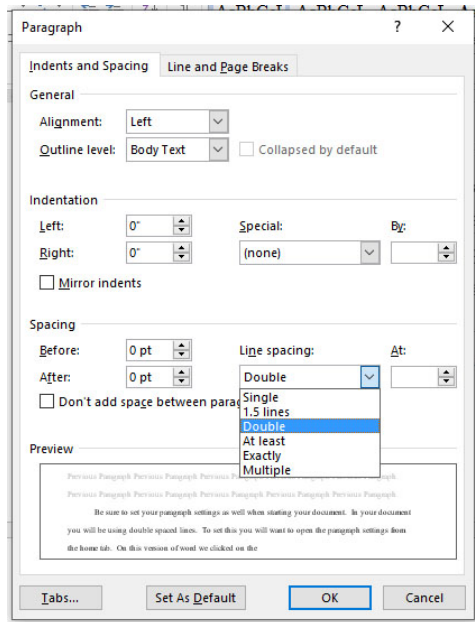 Paragraph ? ×
Indents and Spacing Line and Page Breaks
General
Alignment: Left
Outline level: Body Text Collapsed by default
Indentation
Left: 0" Special: By:
Right: 0" (none)
Mirror indents
Spacing
Before: 0 pt Line spacing: At:
After: 0 pt Double
Don't add space between
Single
1.5 lines
Double
At least
Exactly
Multiple
Preview
Previous Paragraph Previous Paragraph Previous
Previous Paragraph Previous Paragraph Previous Paragraph Previous Paragraph Previous Paragraph
Be sure to set your paragraph settings as well when starting your document. In your document
you will be using double spaced lines. To set this you will want to open the paragraph settings from
the home tab. On this version of word we clicked on the
Tabs... Set As Default OK Cancel